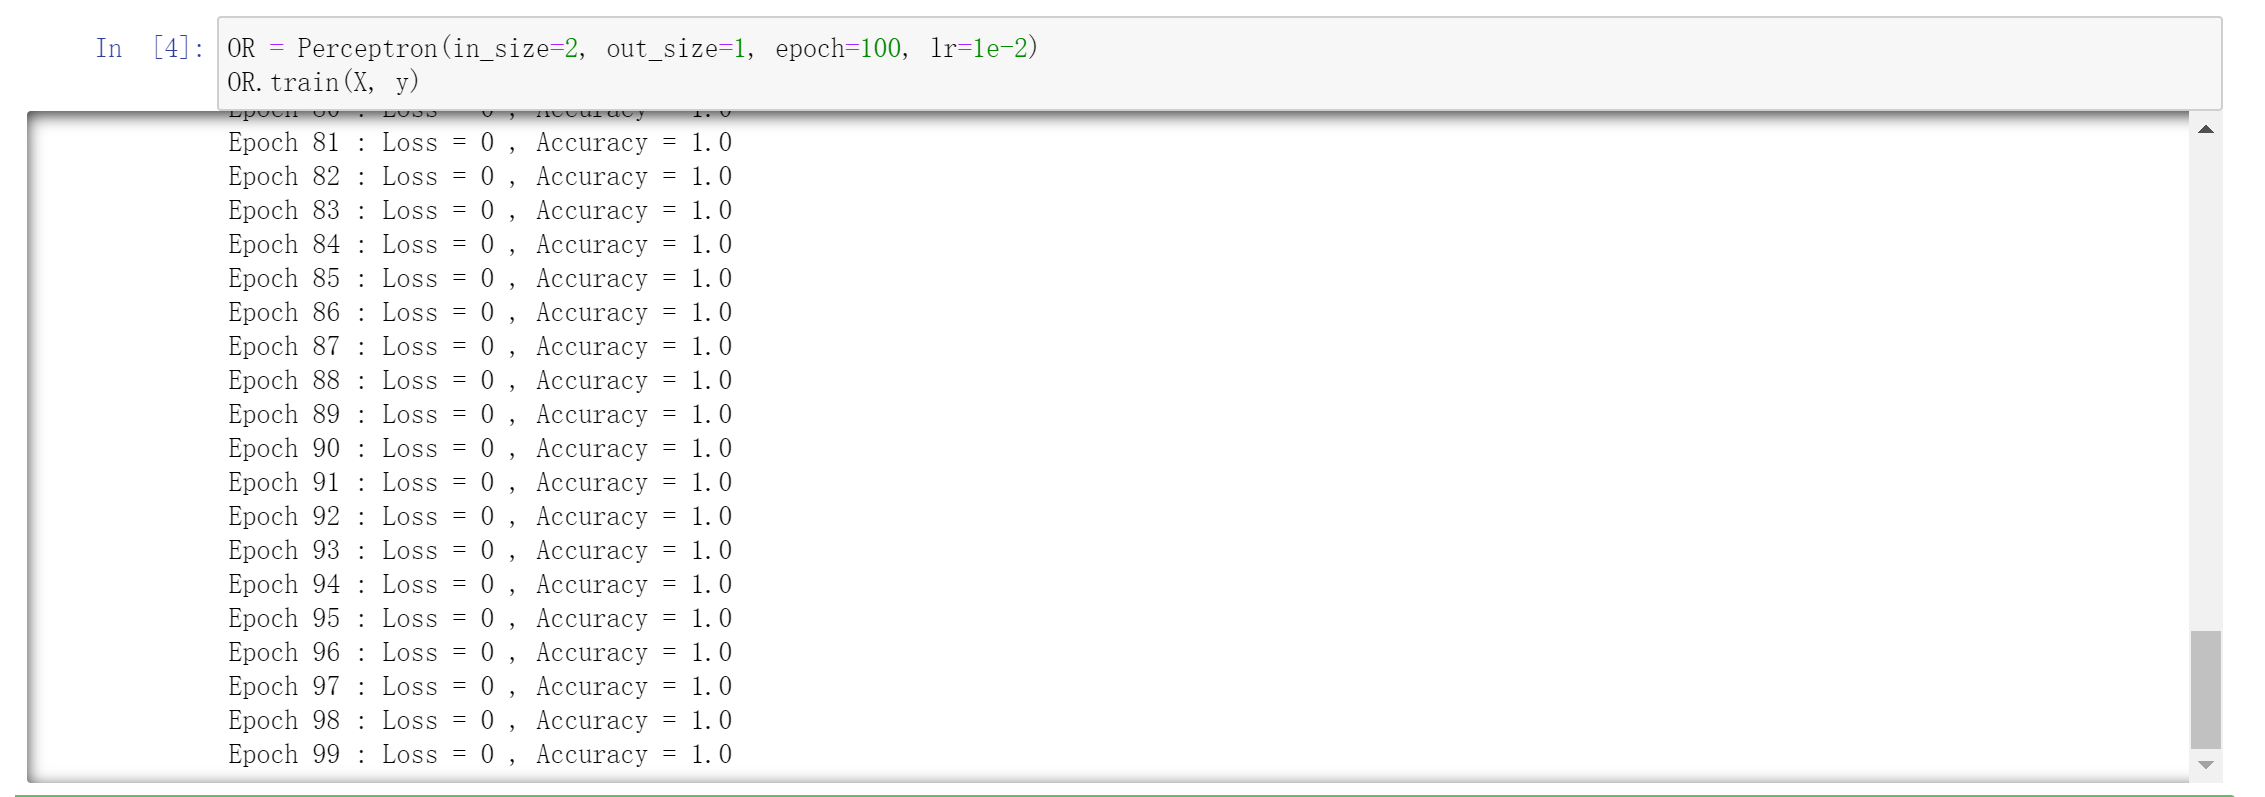 In [4]: OR = Perceptron(in_size=2, out_size=1, epoch=100, lr=1e-2)
OR.train(X, y)
Epoch 80 : Loss = 0 , Accuracy = 1.0
Epoch 81 : Loss = 0 , Accuracy = 1.0
Epoch 82 : Loss = 0 , Accuracy = 1.0
Epoch 83 : Loss = 0 , Accuracy = 1.0
Epoch 84 : Loss = 0 , Accuracy = 1.0
Epoch 85 : Loss = 0 , Accuracy = 1.0
Epoch 86 : Loss = 0 , Accuracy = 1.0
Epoch 87 : Loss = 0 , Accuracy = 1.0
Epoch 88 : Loss = 0 , Accuracy = 1.0
Epoch 89 : Loss = 0 , Accuracy = 1.0
Epoch 90 : Loss = 0 , Accuracy = 1.0
Epoch 91 : Loss = 0 , Accuracy = 1.0
Epoch 92 : Loss = 0 , Accuracy = 1.0
Epoch 93 : Loss = 0 , Accuracy = 1.0
Epoch 94 : Loss = 0 , Accuracy = 1.0
Epoch 95 : Loss = 0 , Accuracy = 1.0
Epoch 96 : Loss = 0 , Accuracy = 1.0
Epoch 97 : Loss = 0 , Accuracy = 1.0
Epoch 98 : Loss = 0 , Accuracy = 1.0
Epoch 99 : Loss = 0 , Accuracy = 1.0